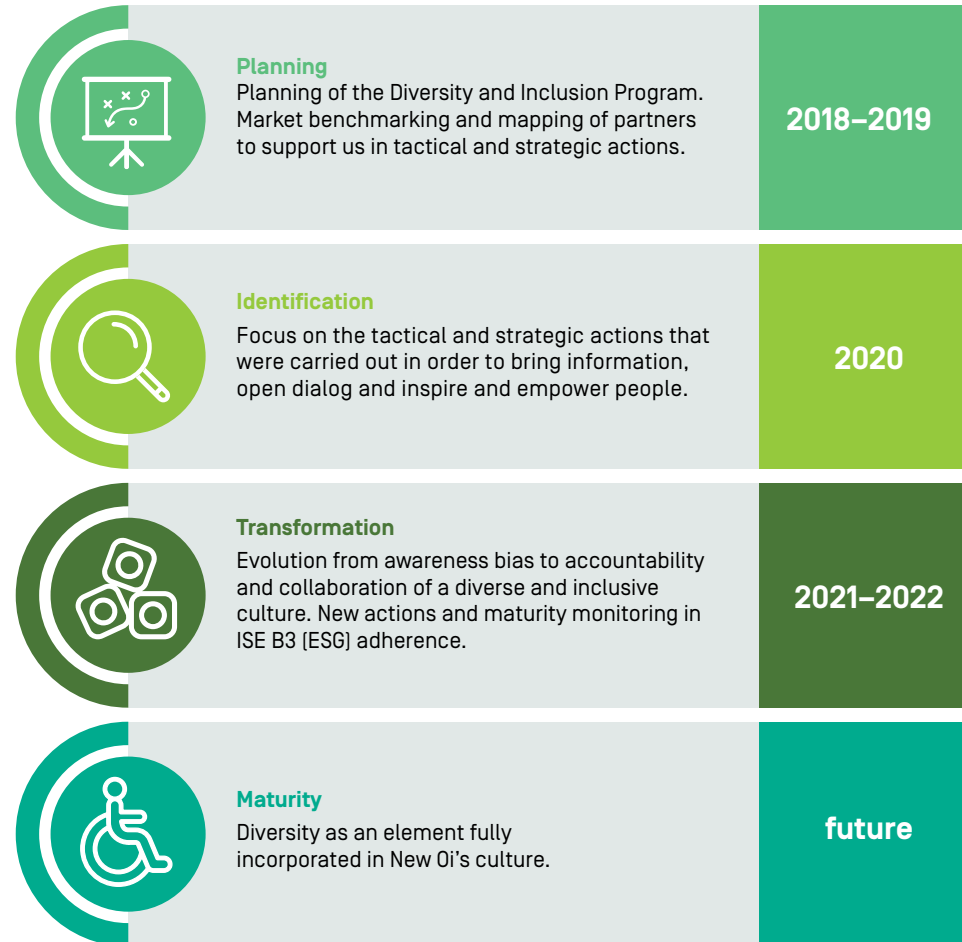 Planning
Planning of the Diversity and Inclusion Program.
Market benchmarking and mapping of partners
to support us in tactical and strategic actions.
2018–2019
Identification
Focus on the tactical and strategic actions that
were carried out in order to bring information,
open dialog and inspire and empower people.
2020
Transformation
Evolution from awareness bias to accountability
and collaboration of a diverse and inclusive
culture. New actions and maturity monitoring in
ISE B3 (ESG) adherence.
2021–2022
Maturity
Diversity as an element fully
incorporated in New Oi's culture.
future